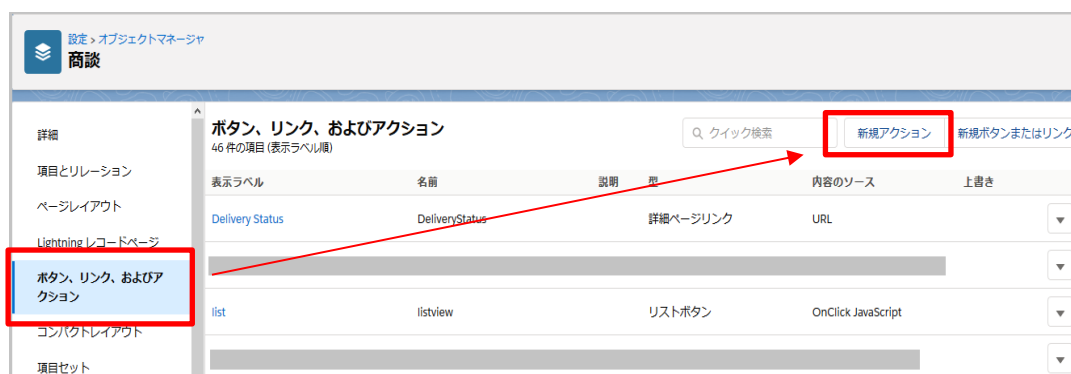 設定 > オブジェクトマネージャ
商談
詳細
項目とリレーション
ページレイアウト
Lightning レコードページ
ボタン、リンク、およびア
クション
コンパクトレイアウト
項目セット
ボタン、リンク、およびアクション
46 件の項目 (表示ラベル順)
クイック検索
新規アクション
新規ボタンまたはリンク
表示ラベル 名前 説明 型 内容のソース 上書き
Delivery Status DeliveryStatus 詳細ページリンク URL
list listview リストボタン OnClick JavaScript